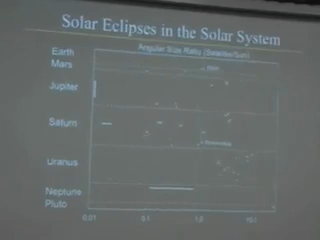 Solar Eclipses in the Solar System
Angular Size Ratio (Satellite/Sun)
Earth
Mars
Jupiter
Saturn
Uranus
Neptune
Pluto
0.01
0.1
1.0
10.